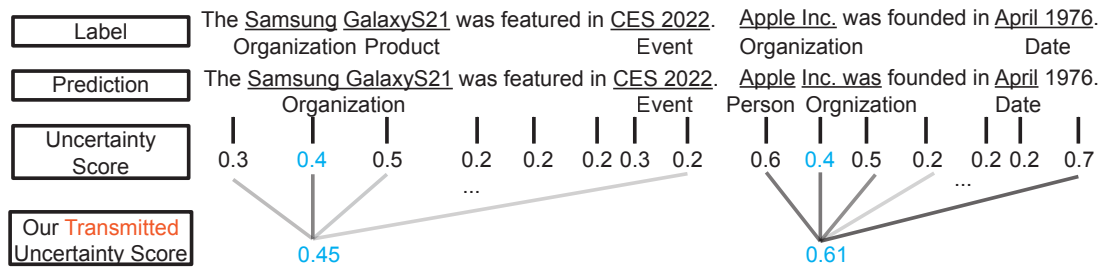 Label
The Samsung GalaxyS21 was featured in CES 2022. Apple Inc. was founded in April 1976.
Organization Product Event Organization Date
Prediction
The Samsung GalaxyS21 was featured in CES 2022. Apple Inc. was founded in April 1976.
Organization Event Person Orgnization Date
Uncertainty
Score
0.3 0.4 0.5 0.2 0.2 0.2 0.3 0.2 0.6 0.4 0.5 0.2 0.2 0.2 0.7
... ...
Our Transmitted
Uncertainty Score
0.45 0.61